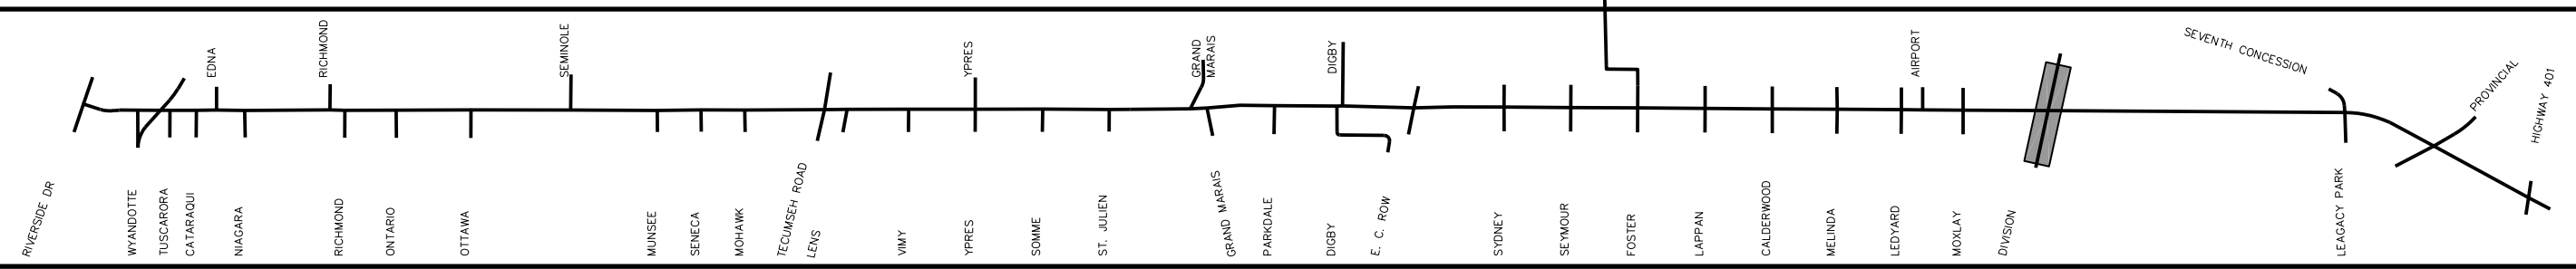 EDNA
RICHMOND
SEMINOLE
YPRES
GRAND
MARAIS
DIGBY
AIRPORT
SEVENTH CONCESSION
PROVINCIAL
HIGHWAY 401
RIVERSIDE DR
WYANDOTTE
TUSCARORA
CATARAQUI
NIAGARA
RICHMOND
ONTARIO
OTTAWA
MUNSEE
SENECA
MOHAWK
TECUMSEH ROAD
LENS
VIMY
YPRES
SOMME
ST. JULIEN
GRAND MARAIS
PARKDALE
DIGBY
E. C. ROW
SYDNEY
SEYMOUR
FOSTER
LAPPAN
CALDERWOOD
MELINDA
LEDYARD
MOXLAY
DIVISION
LEAGACY PARK